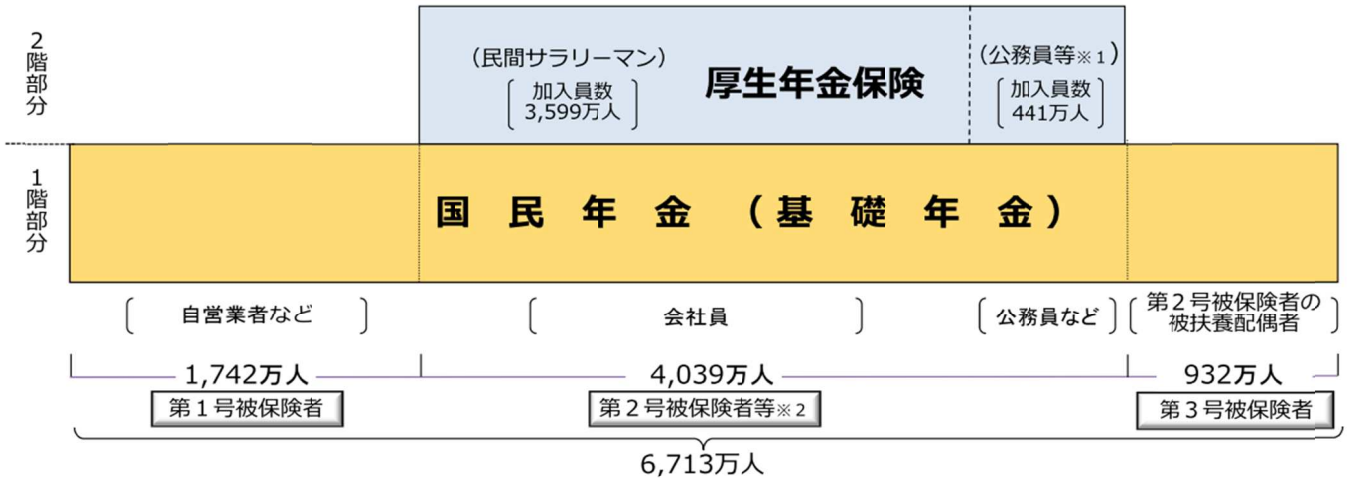 2階部分
(民間サラリーマン)
加入員数
3,599万人
厚生年金保険
(公務員等※1)
加入員数
441万人
1階部分
国民年金(基礎年金)
自営業者など
会社員
公務員など
第2号被保険者の
被扶養配偶者
1,742万人
4,039万人
932万人
第1号被保険者
第2号被保険者等※2
第3号被保険者
6,713万人